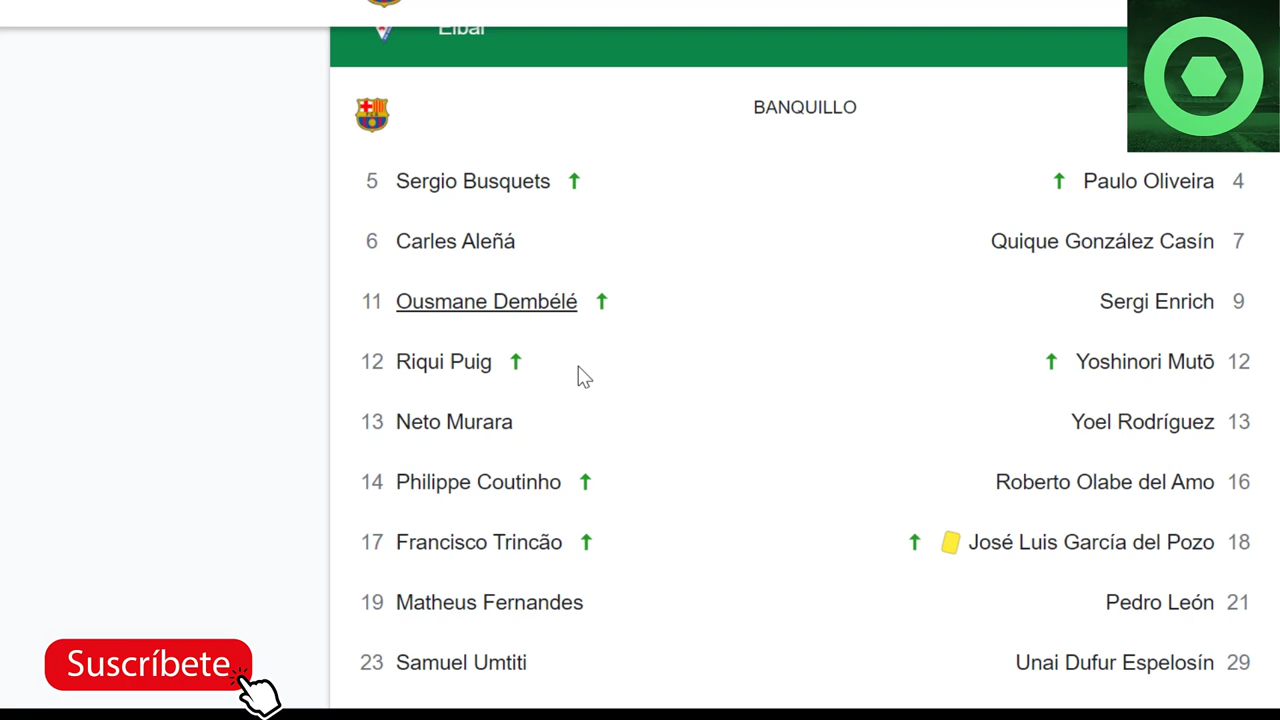 Eibar
BANQUILLO
5 Sergio Busquets Paulo Oliveira 4
6 Carles Aleñá Quique González Casín 7
11 Ousmane Dembélé Sergi Enrich 9
12 Riqui Puig Yoshinori Mutō 12
13 Neto Murara Yoel Rodríguez 13
14 Philippe Coutinho Roberto Olabe del Amo 16
17 Francisco Trincão José Luis García del Pozo 18
19 Matheus Fernandes Pedro León 21
23 Samuel Umtiti Unai Dufur Espelosín 29
Suscríbete